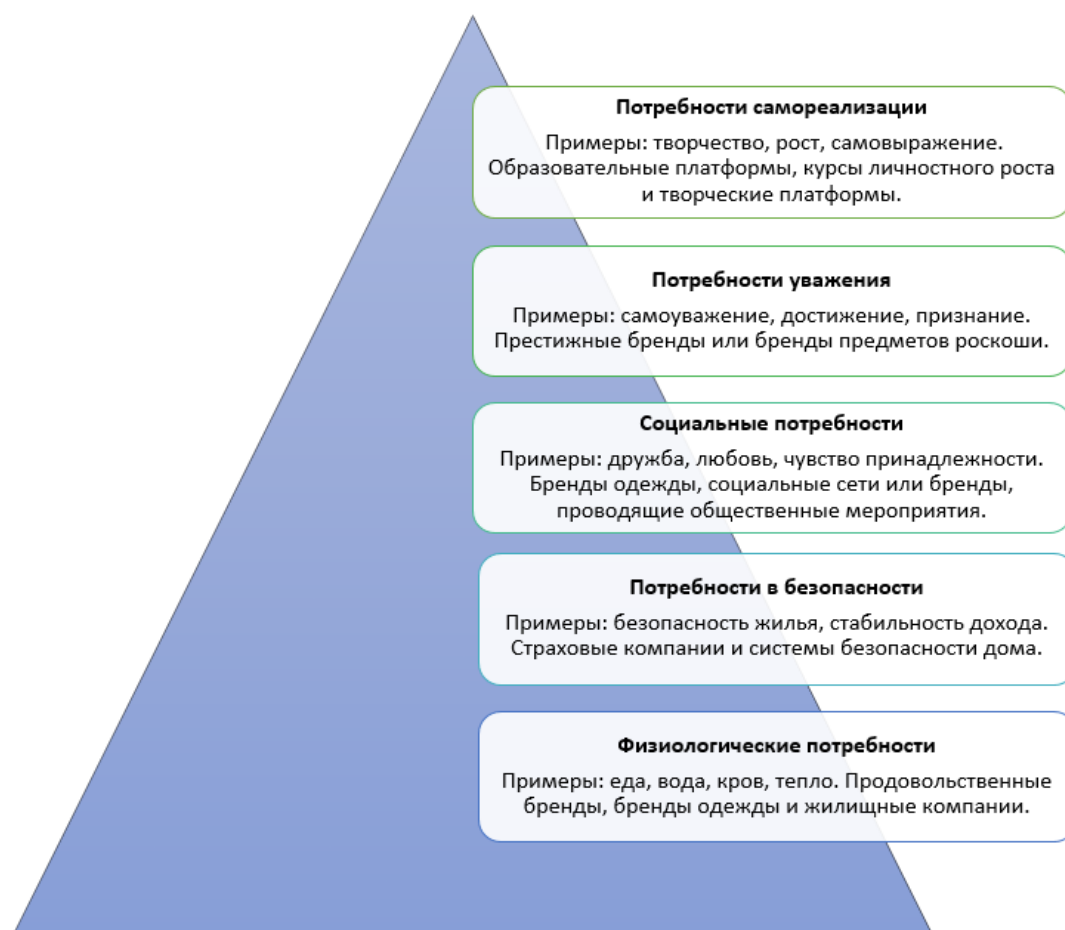 Потребности самореализации
Примеры: творчество, рост, самовыражение.
Образовательные платформы, курсы личностного роста
и творческие платформы.
Потребности уважения
Примеры: самоуважение, достижение, признание.
Престижные бренды или бренды предметов роскоши.
Социальные потребности
Примеры: дружба, любовь, чувство принадлежности.
Бренды одежды, социальные сети или бренды,
проводящие общественные мероприятия.
Потребности в безопасности
Примеры: безопасность жилья, стабильность дохода.
Страховые компании и системы безопасности дома.
Физиологические потребности
Примеры: еда, вода, кров, тепло. Продовольственные
бренды, бренды одежды и жилищные компании.